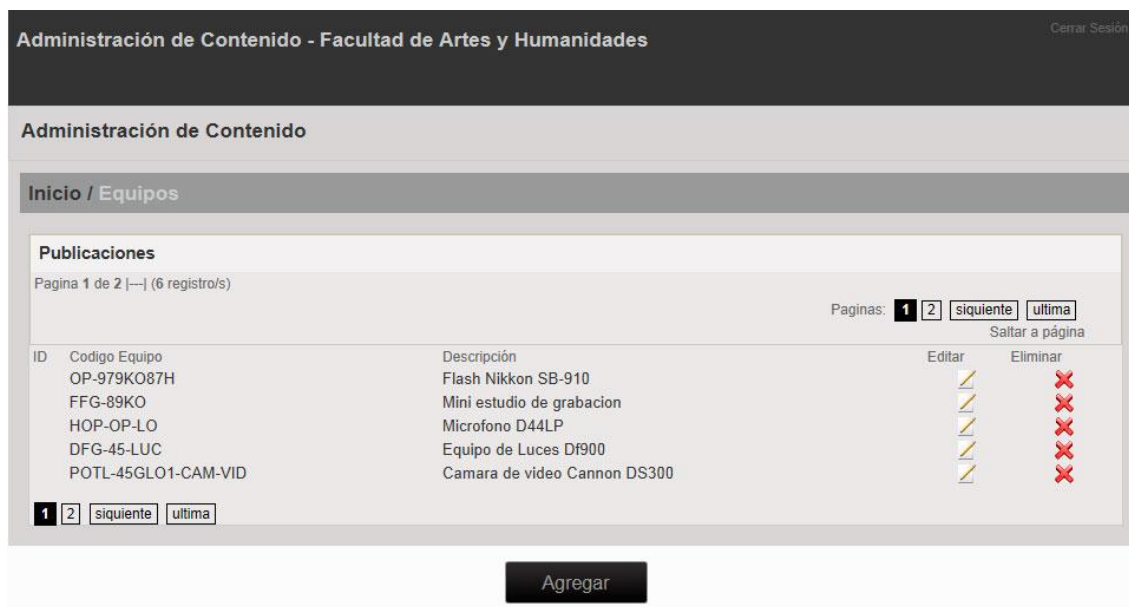 Administración de Contenido - Facultad de Artes y Humanidades
Cerrar Sesión
Administración de Contenido
Inicio / Equipos
Publicaciones
Pagina 1 de 2 |---| (6 registro/s)
Paginas: 1 2 siquiente ultima
Saltar a página
ID Codigo Equipo Descripción Editar Eliminar
OP-979KO87H Flash Nikkon SB-910
FFG-89KO Mini estudio de grabacion
HOP-OP-LO Microfono D44LP
DFG-45-LUC Equipo de Luces Df900
POTL-45GLO1-CAM-VID Camara de video Cannon DS300
1 2 siquiente ultima
Agregar